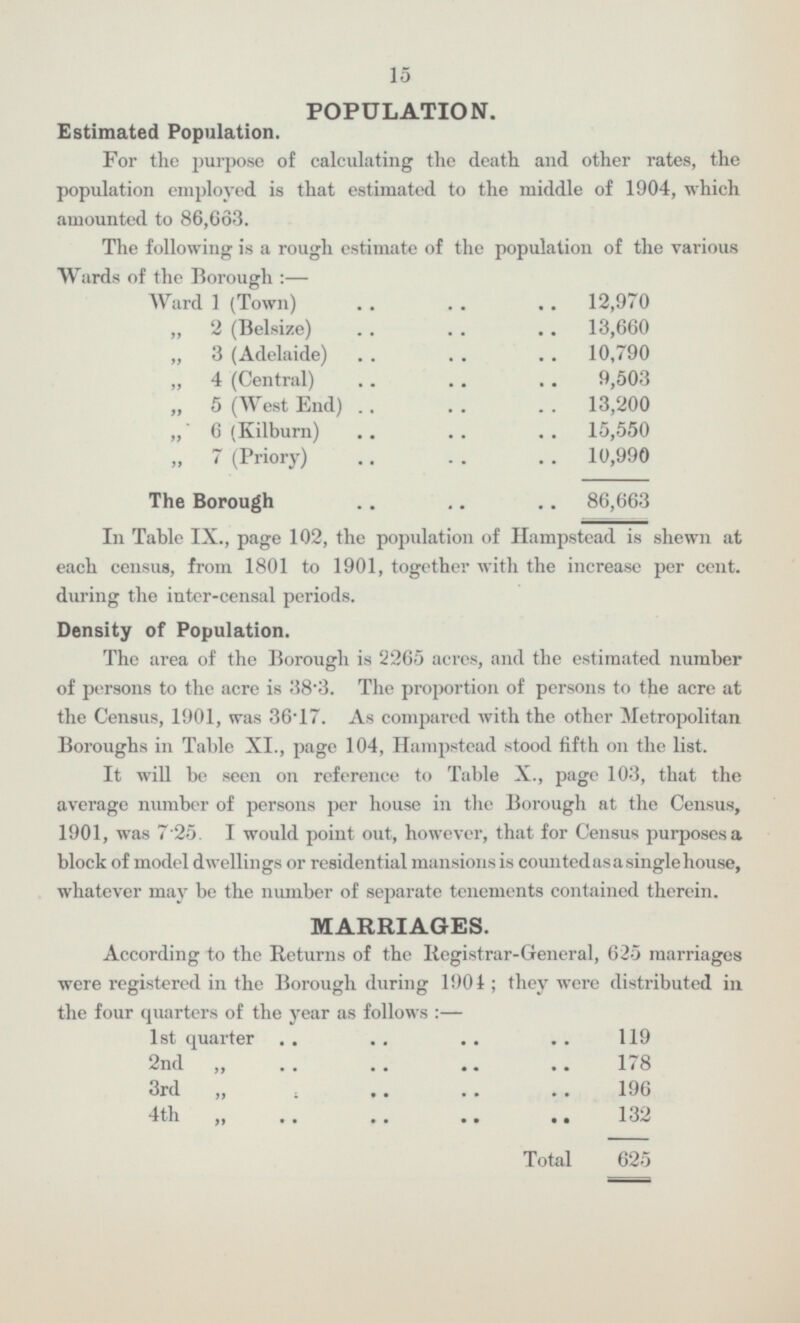 15
POPULATION.
Estimated Population.
For the purpose of calculating the death and other rates, the
population employed is that estimated to the middle of 1904, which
amounted to 86,663.
The following is a rough estimate of the population of the various
Wards of the Borough :—
Ward 1 (Town) .. .. .. 12,970
„ 2 (Belsize) .. .. .. 13,660
„ 3 (Adelaide) .. .. .. 10,790
„ 4 (Central) .. .. .. 9,503
„ 5 (West End) .. .. .. 13,200
„ 6 (Kilburn) .. .. .. 15,550
„ 7 (Priory) .. .. .. 10,990
The Borough .. .. .. 86,663
In Table IX., page 102, the population of Hampstead is shewn at
each census, from 1801 to 1901, together with the increase per cent.
during the inter-censal periods.
Density of Population.
The area of the Borough is 2265 acres, and the estimated number
of persons to the acre is 38·3. The proportion of persons to the acre at
the Census, 1901, was 36·17. As compared with the other Metropolitan
Boroughs in Table XI., page 104, Hampstead stood fifth on the list.
It will be seen on reference to Table X., page 103, that the
average number of persons per house in the Borough at the Census,
1901, was 7·25. I would point out, however, that for Census purposes a
block of model dwellings or residential mansions is counted as a single house,
whatever may be the number of separate tenements contained therein.
MARRIAGES.
According to the Returns of the Registrar-General, 625 marriages
were registered in the Borough during 1904 ; they were distributed in
the four quarters of the year as follows :—
1st quarter .. .. .. .. 119
2nd „ .. .. .. .. 178
3rd „ : .. .. .. 196
4th „ .. .. .. .. 132
Total 625